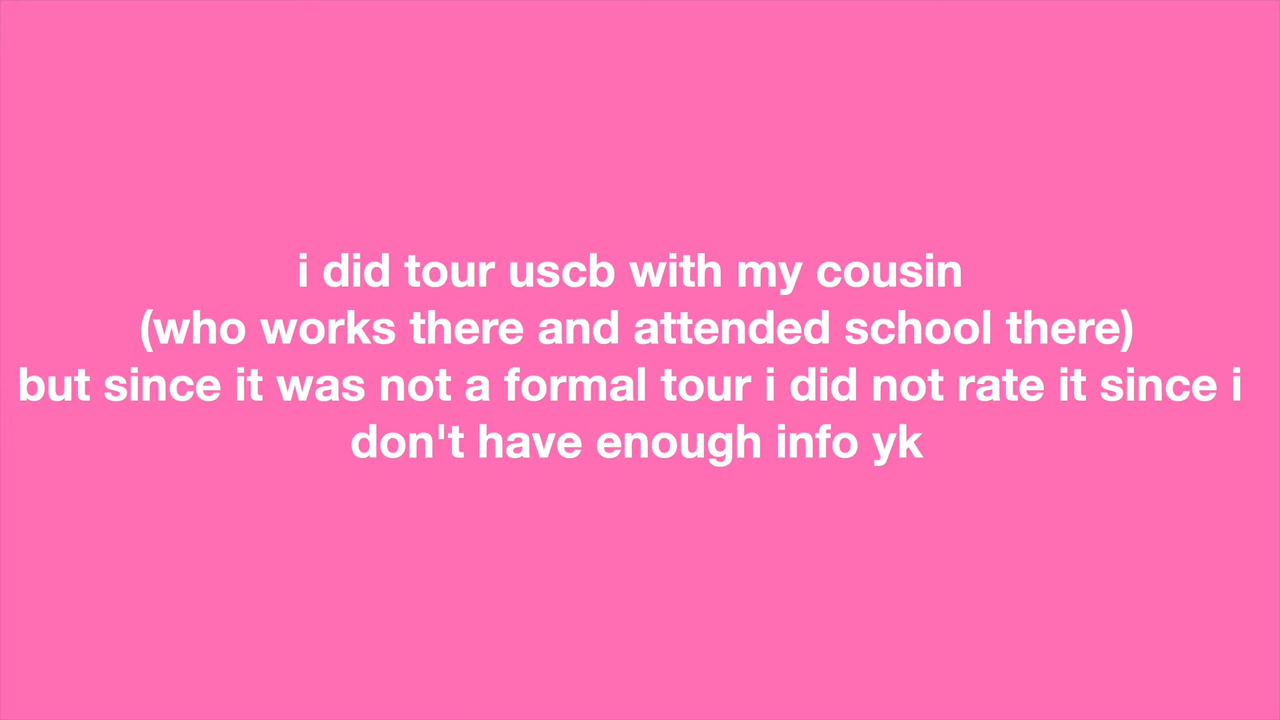 i did tour uscb with my cousin
(who works there and attended school there)
but since it was not a formal tour i did not rate it since i
don't have enough info yk